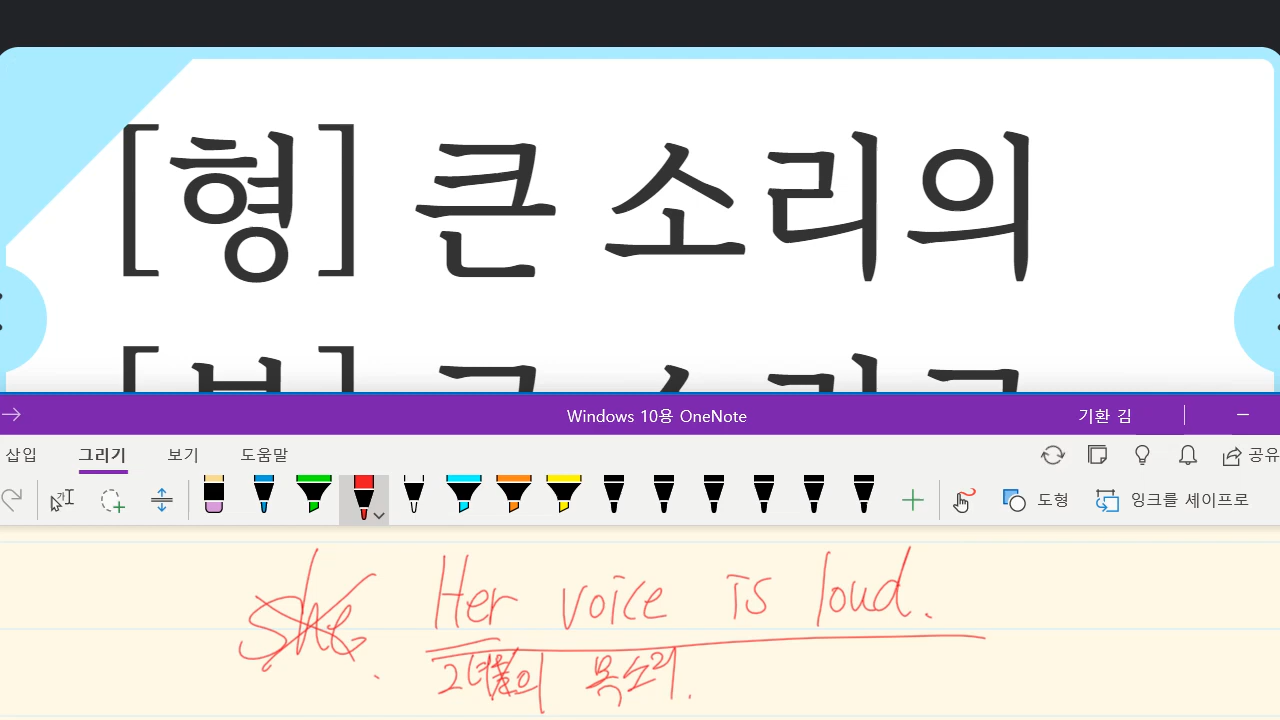 [형] 큰 소리의
Windows 10용 OneNote
기환 김
삽입 그리기 보기 도움말
공유
도형
잉크를 셰이프로
She Her voice is loud.
그녀의 목소리.